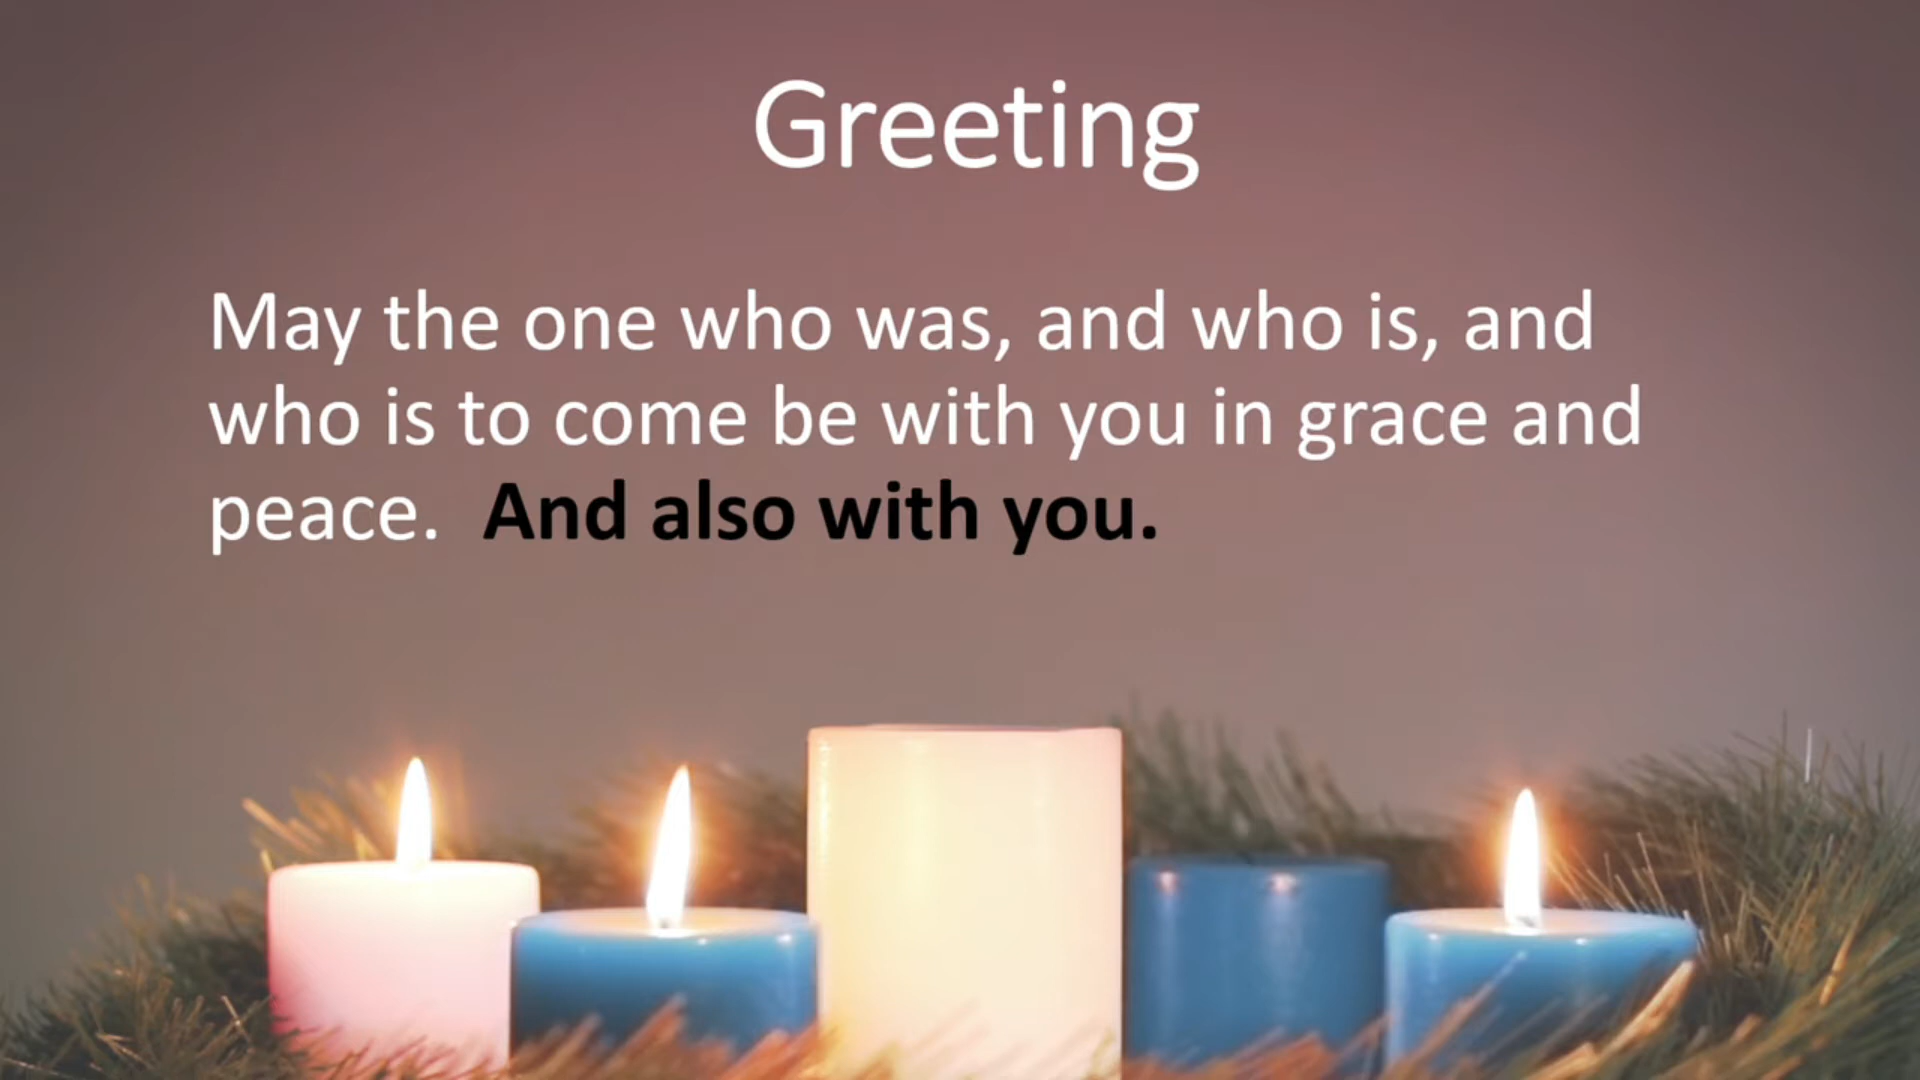 Greeting
May the one who was, and who is, and
who is to come be with you in grace and
peace. And also with you.